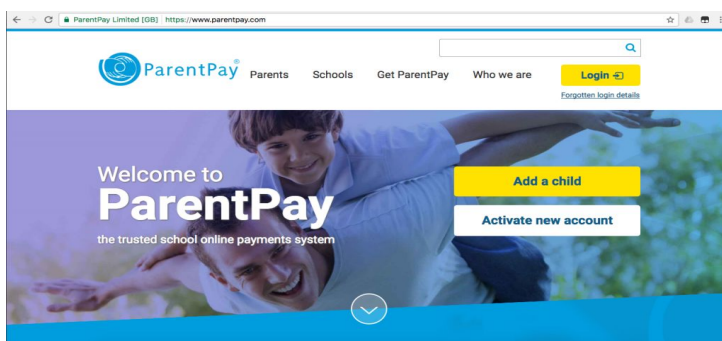 ParentPay Limited [GB] https://www.parentpay.com
ParentPay®
Parents Schools Get ParentPay Who we are
Login
Forgotten login details
Welcome to
ParentPay
the trusted school online payments system
Add a child
Activate new account